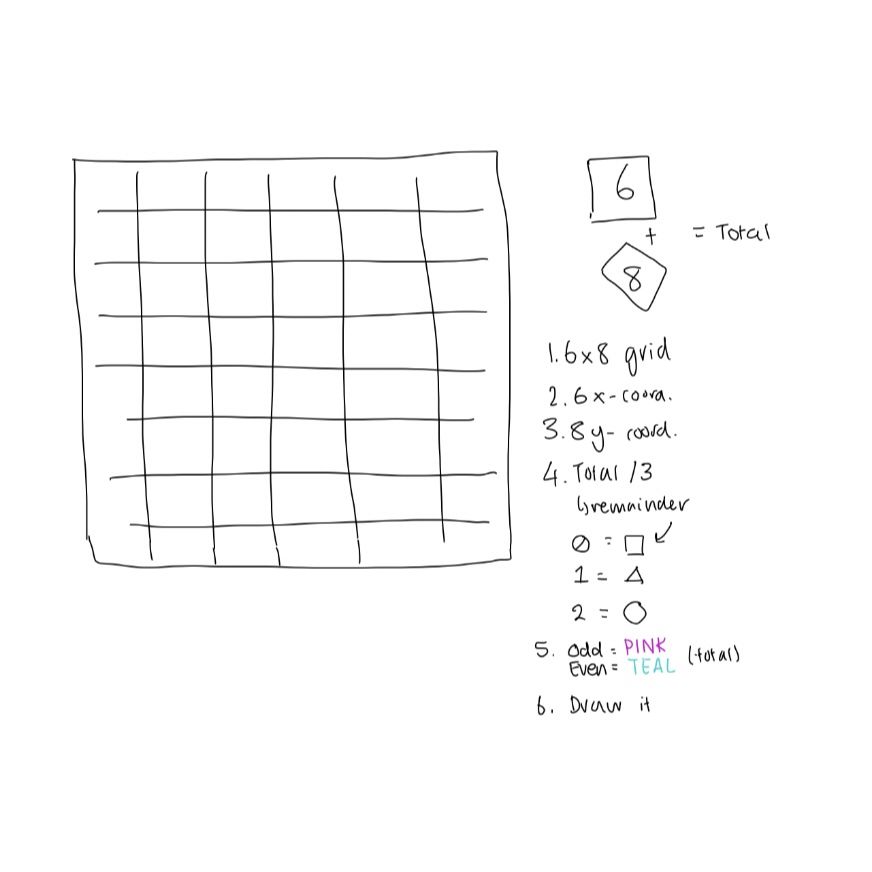 6
+ = Total
8
1. 6x8 grid
2. 6 x-coord.
3. 8 y- coord.
4. Total /3
↳remainder
0 = □ ↙
1 = △
2 = ○
5. Odd = PINK (total)
Even = TEAL
6. Draw it